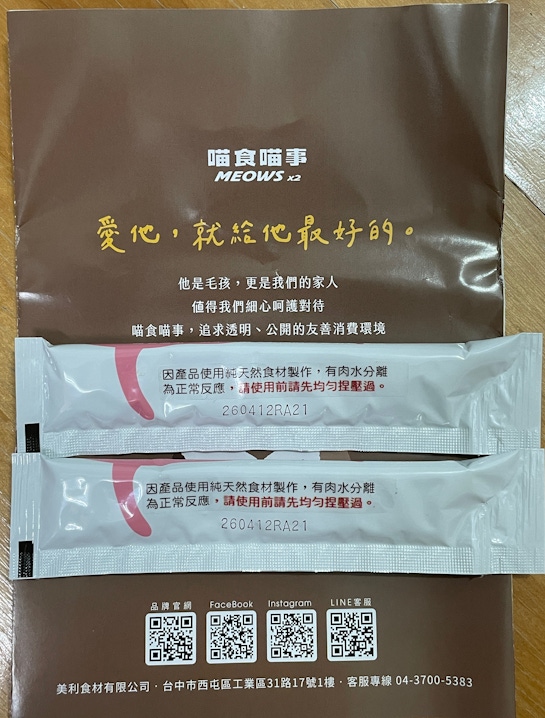 喵食喵事
MEOWS x2
愛他，就給他最好的。
他是毛孩，更是我們的家人
值得我們細心呵護對待
喵食喵事，追求透明、公開的友善消費環境
因產品使用純天然食材製作，有肉水分離
為正常反應，請使用前請先均勻捏壓過。
260412RA21
因產品使用純天然食材製作，有肉水分離
為正常反應，請使用前請先均勻捏壓過。
260412RA21
品牌官網 FaceBook Instagram LINE客服
美利食材有限公司·台中市西屯區工業區31路17號1樓·客服專線 04-3700-5383